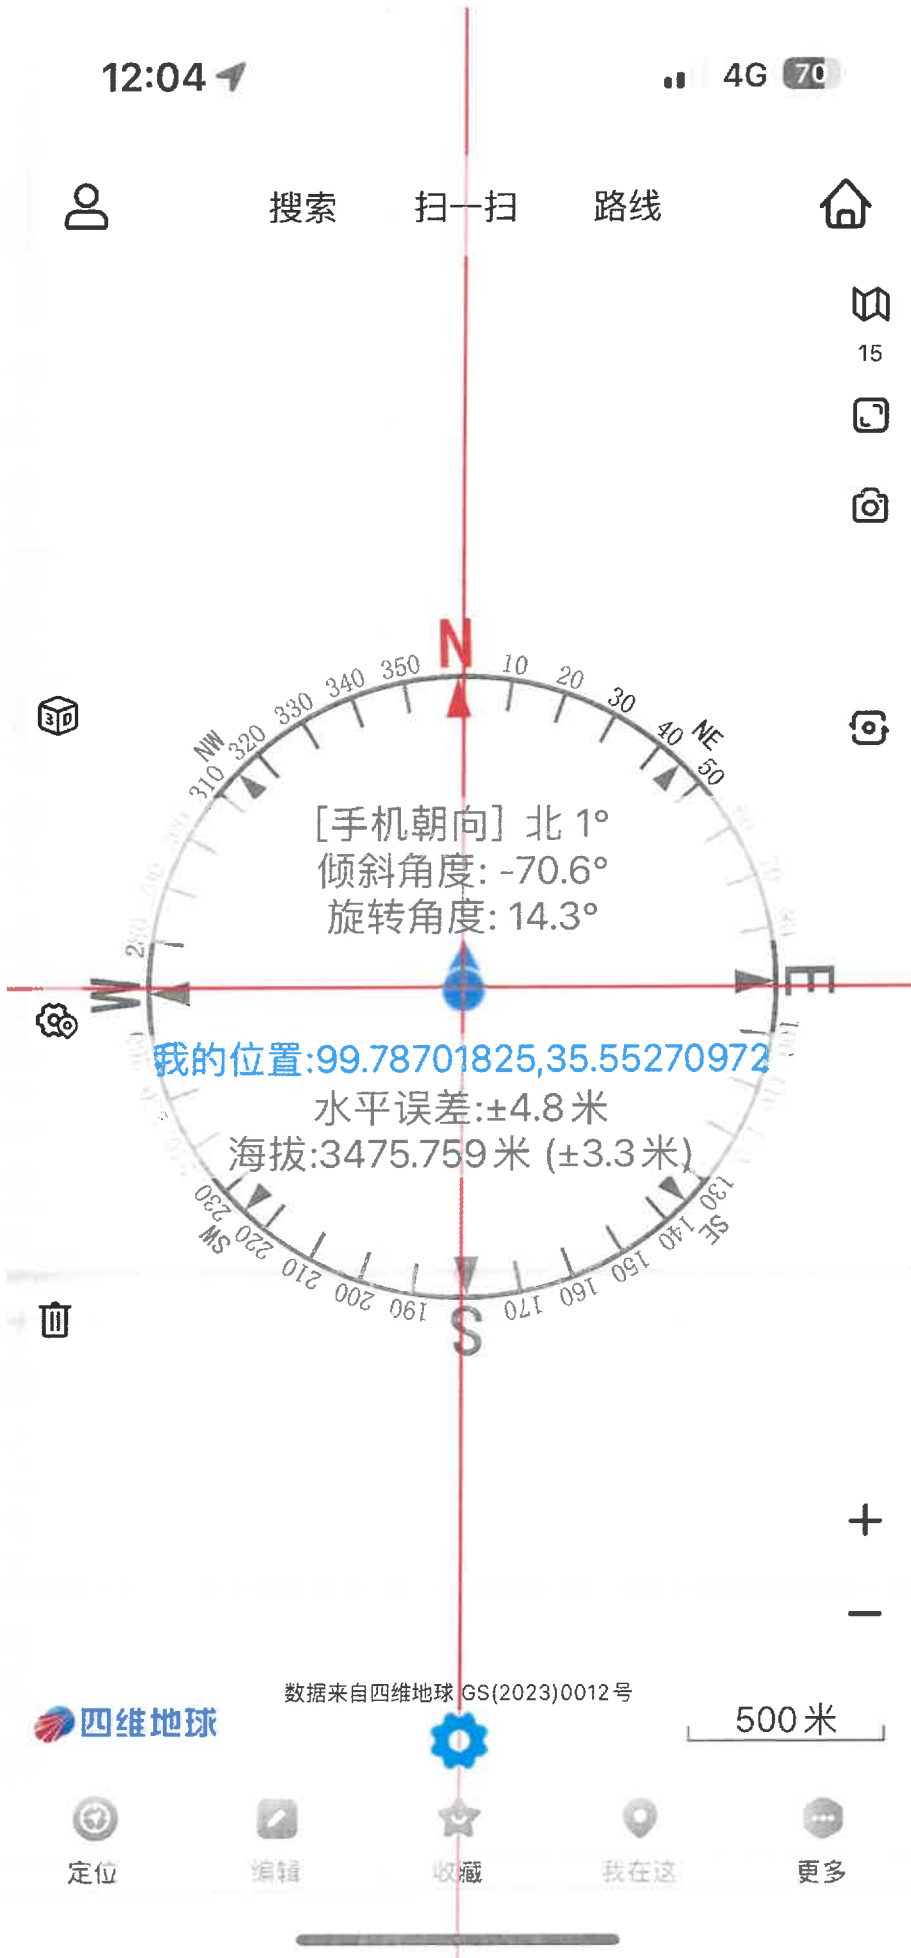 12:04
4G 70
搜索 扫一扫 路线
15
N
350 10
340 20
330 30
320 40
NW NE
310 50
3D
[手机朝向] 北 1°
倾斜角度: -70.6°
旋转角度: 14.3°
W E
我的位置:99.78701825,35.55270972
水平误差:±4.8米
海拔:3475.759米 (±3.3米)
230 130
SW 220 140 SE
210 150
200 160
190 170
S
数据来自四维地球 GS(2023)0012号
四维地球
500米
定位 编辑 收藏 我在这 更多